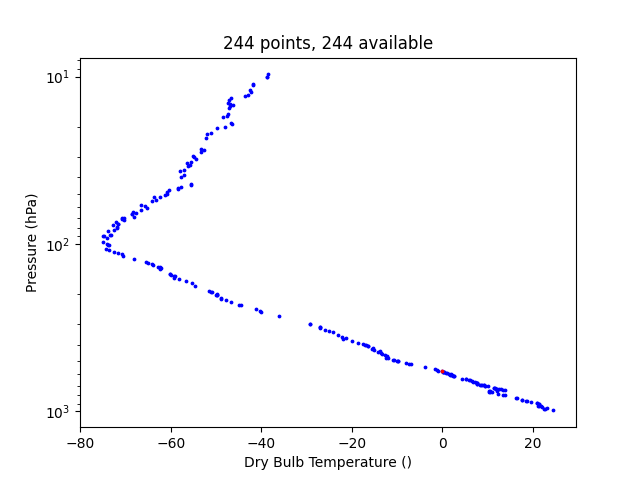 244 points, 244 available
10¹
10²
10³
Pressure (hPa)
−80 −60 −40 −20 0 20
Dry Bulb Temperature ()